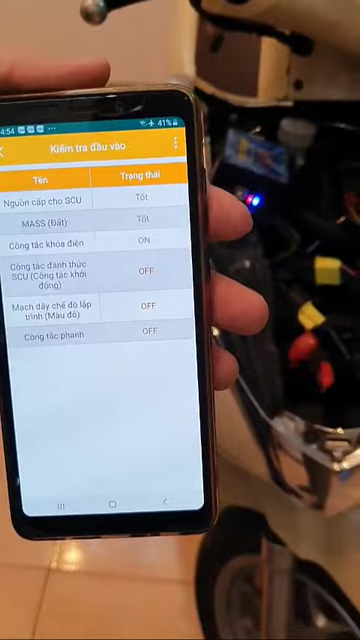 4:54
41%
Kiểm tra đầu vào
Tên Trạng thái
Nguồn cấp cho SCU Tốt
MASS (Đất) Tốt
Công tắc khóa điện ON
Công tắc đánh thức
SCU (Công tắc khởi
động) OFF
Mạch dây chế độ lập
trình (Màu đỏ) OFF
Công tắc phanh OFF